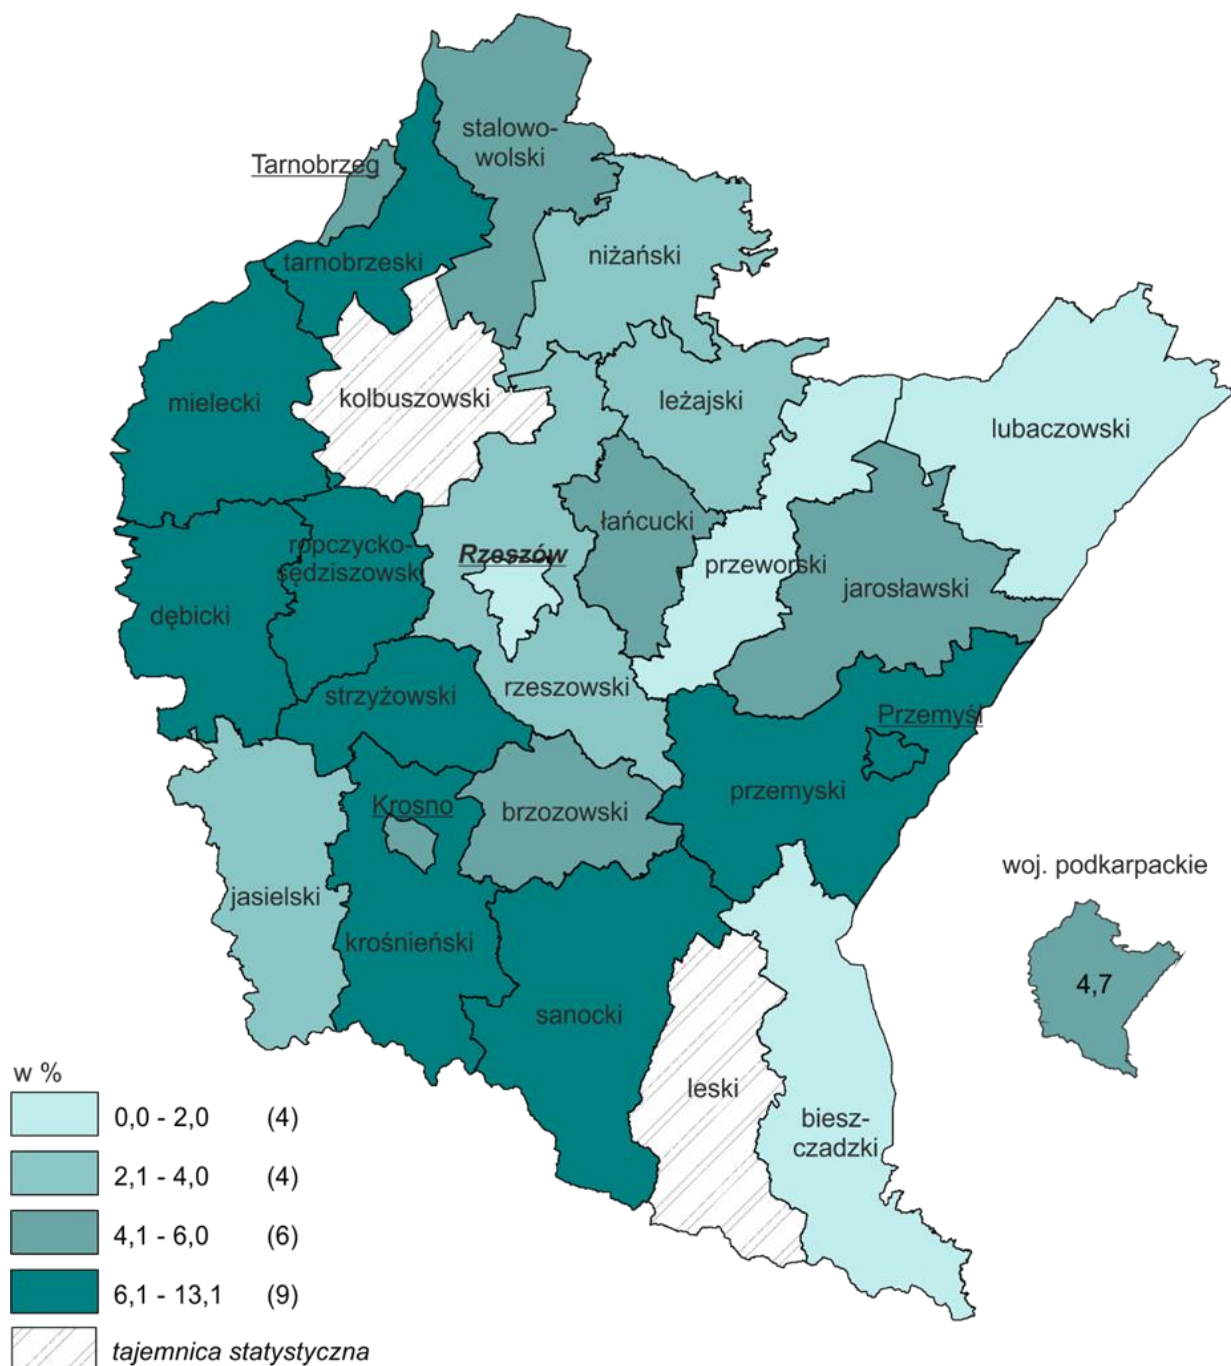 stalowo-
wolski
Tarnobrzeg
niżański
tarnobrzeski
kolbuszowski
mielecki
leżajski
lubaczowski
łańcucki
ropczycko-
sędziszowski
Rzeszów
przeworski
jarosławski
dębicki
rzeszowski
strzyżowski
Przemyśl
przemyski
Krosno
brzozowski
woj. podkarpackie
jasielski
krośnieński
4,7
sanocki
leski
biesz-
czadzki
w %
0,0 - 2,0 (4)
2,1 - 4,0 (4)
4,1 - 6,0 (6)
6,1 - 13,1 (9)
tajemnica statystyczna